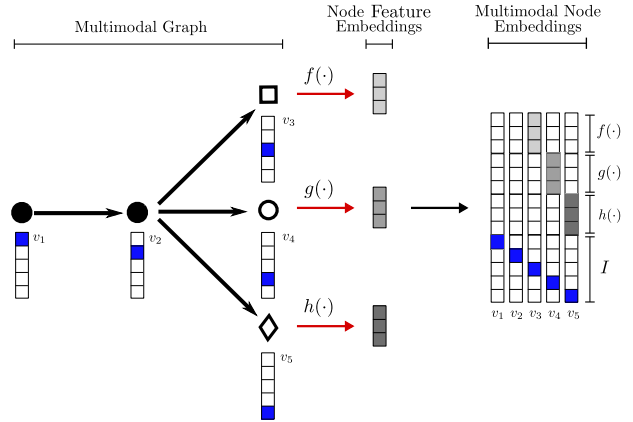 Multimodal Graph
Node Feature
Embeddings
Multimodal Node
Embeddings
f(·)
v3
g(·)
v1
v2
v4
h(·)
v5
f(·)
g(·)
h(·)
I
v1 v2 v3 v4 v5